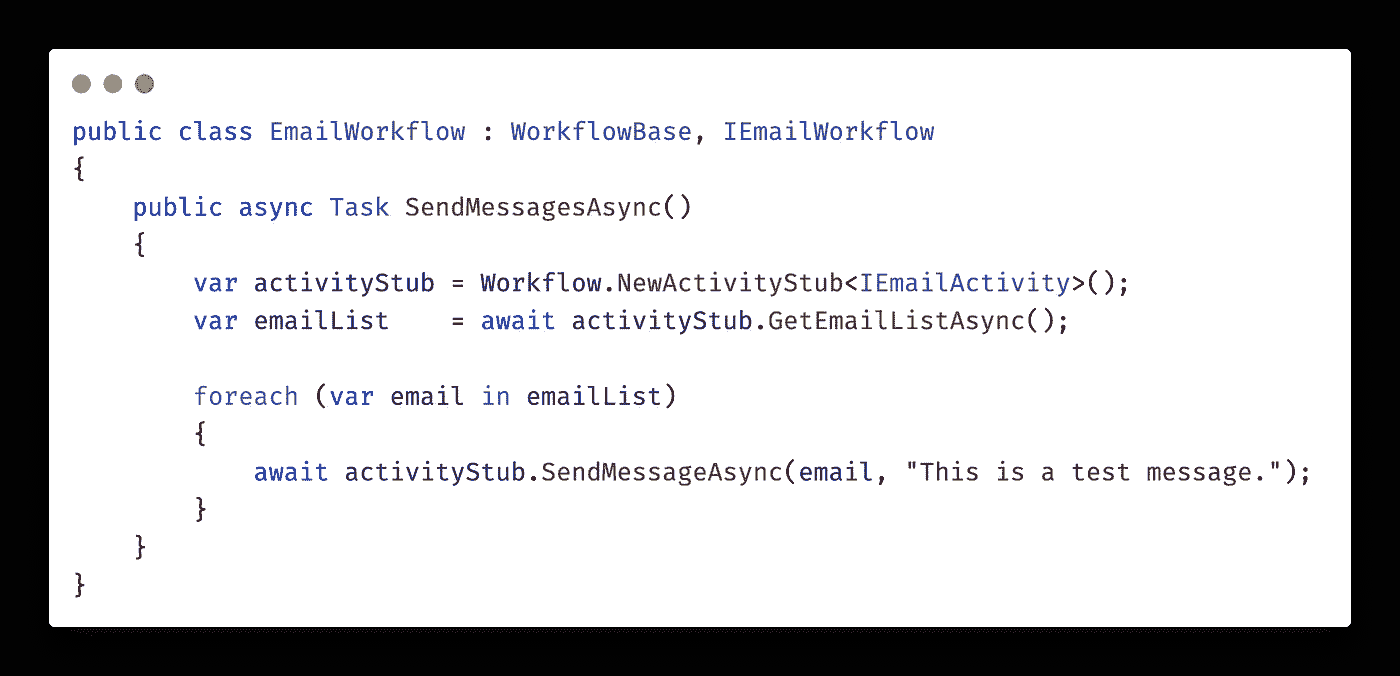 public class EmailWorkflow : WorkflowBase, IEmailWorkflow
{
    public async Task SendMessagesAsync()
    {
        var activityStub = Workflow.NewActivityStub<IEmailActivity>();
        var emailList    = await activityStub.GetEmailListAsync();

        foreach (var email in emailList)
        {
            await activityStub.SendMessageAsync(email, "This is a test message.");
        }
    }
}